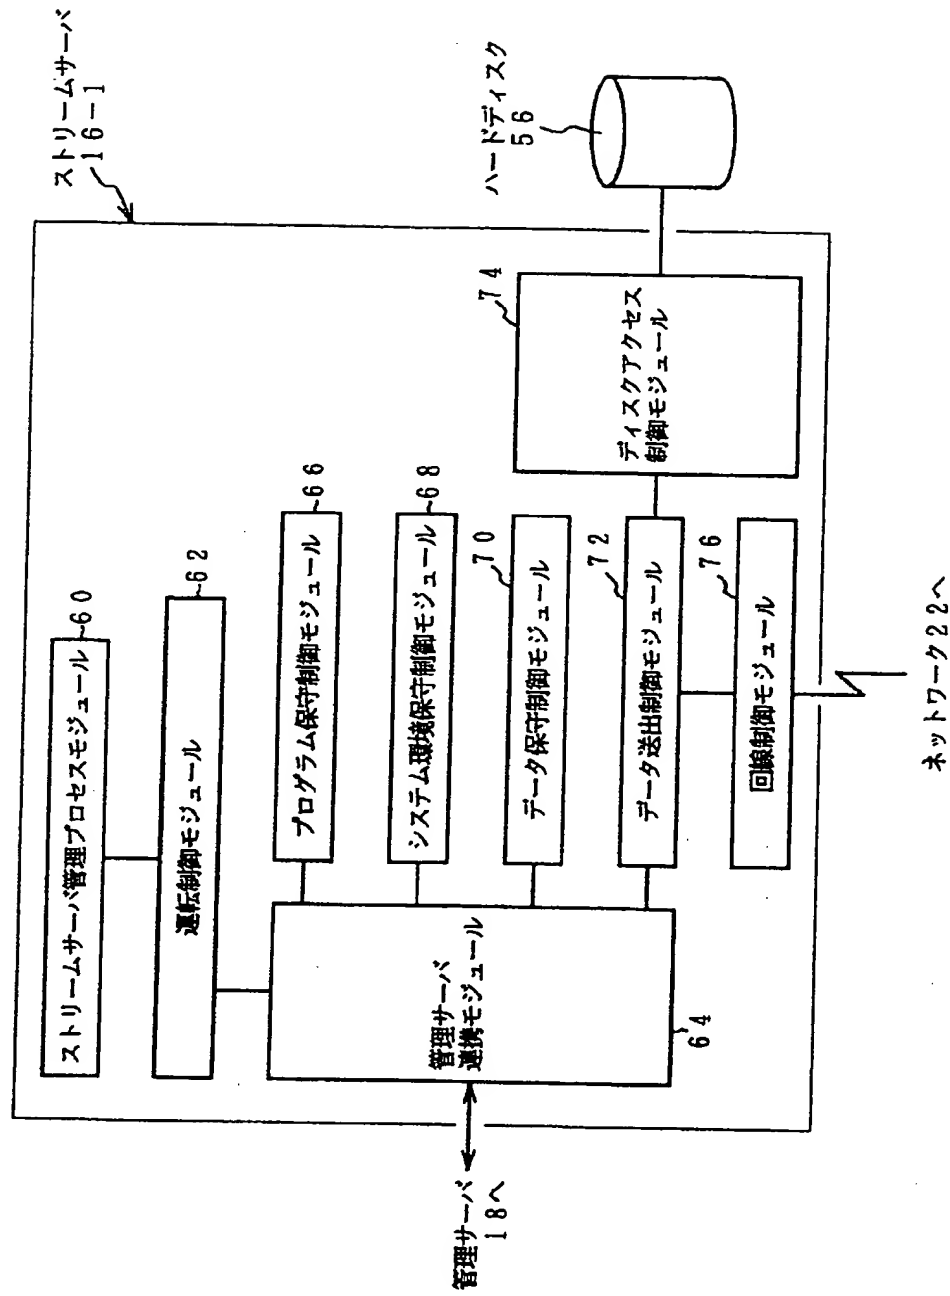 ストリームサーバ
16-1
ストリームサーバ管理プロセスモジュール
60
運転制御モジュール
62
管理サーバ
連携モジュール
64
管理サーバ
18へ
プログラム保守制御モジュール
66
システム環境保守制御モジュール
68
データ保守制御モジュール
70
データ送出制御モジュール
72
ディスクアクセス
制御モジュール
74
ハードディスク
56
回線制御モジュール
76
ネットワーク22へ